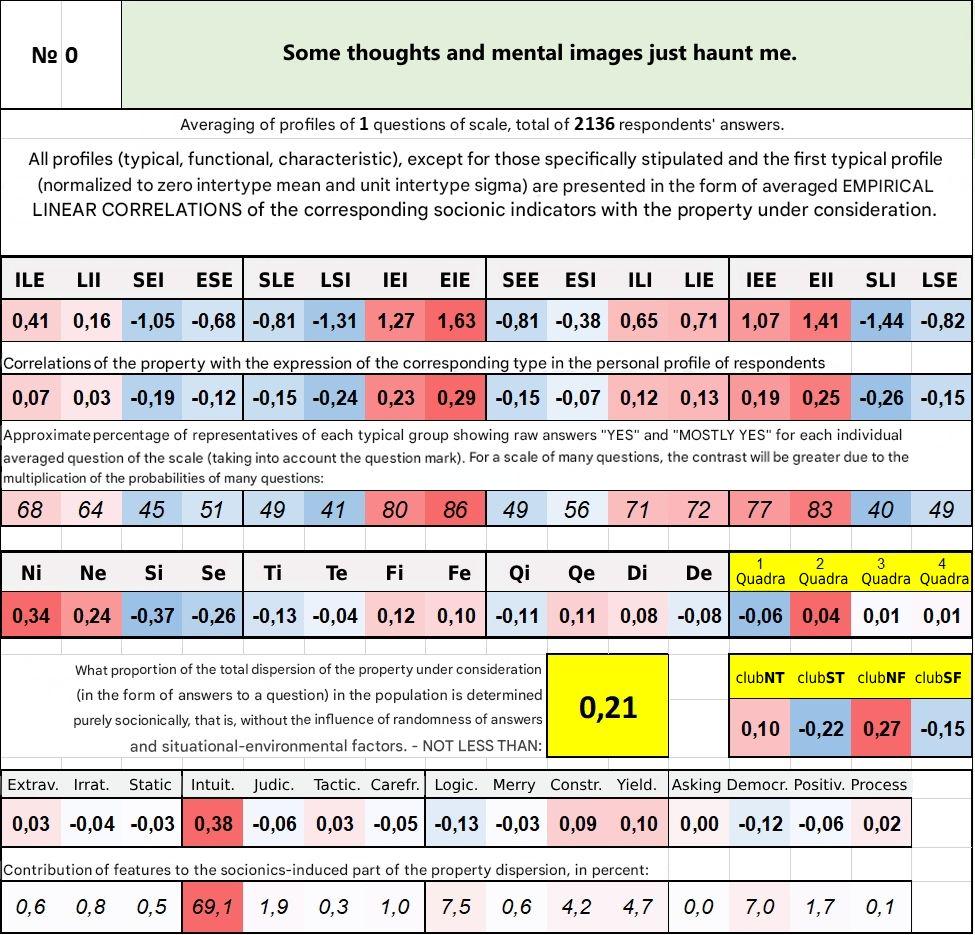 № 0 Some thoughts and mental images just haunt me.
Averaging of profiles of 1 questions of scale, total of 2136 respondents' answers.
All profiles (typical, functional, characteristic), except for those specifically stipulated and the first typical profile
(normalized to zero intertype mean and unit intertype sigma) are presented in the form of averaged EMPIRICAL
LINEAR CORRELATIONS of the corresponding socionic indicators with the property under consideration.
ILE LII SEI ESE SLE LSI IEI EIE SEE ESI ILI LIE IEE EII SLI LSE
0,41 0,16 -1,05 -0,68 -0,81 -1,31 1,27 1,63 -0,81 -0,38 0,65 0,71 1,07 1,41 -1,44 -0,82
Correlations of the property with the expression of the corresponding type in the personal profile of respondents
0,07 0,03 -0,19 -0,12 -0,15 -0,24 0,23 0,29 -0,15 -0,07 0,12 0,13 0,19 0,25 -0,26 -0,15
Approximate percentage of representatives of each typical group showing raw answers "YES" and "MOSTLY YES" for each individual
averaged question of the scale (taking into account the question mark). For a scale of many questions, the contrast will be greater due to the
multiplication of the probabilities of many questions:
68 64 45 51 49 41 80 86 49 56 71 72 77 83 40 49
Ni Ne Si Se Ti Te Fi Fe Qi Qe Di De 1 Quadra 2 Quadra 3 Quadra 4 Quadra
0,34 0,24 -0,37 -0,26 -0,13 -0,04 0,12 0,10 -0,11 0,11 0,08 -0,08 -0,06 0,04 0,01 0,01
What proportion of the total dispersion of the property under consideration
(in the form of answers to a question) in the population is determined
purely socionically, that is, without the influence of randomness of answers
and situational-environmental factors. - NOT LESS THAN:
0,21
clubNT clubST clubNF clubSF
0,10 -0,22 0,27 -0,15
Extrav. Irrat. Static Intuit. Judic. Tactic. Carefr. Logic. Merry Constr. Yield. Asking Democr. Positiv. Process
0,03 -0,04 -0,03 0,38 -0,06 0,03 -0,05 -0,13 -0,03 0,09 0,10 0,00 -0,12 -0,06 0,02
Contribution of features to the socionics-induced part of the property dispersion, in percent:
0,6 0,8 0,5 69,1 1,9 0,3 1,0 7,5 0,6 4,2 4,7 0,0 7,0 1,7 0,1